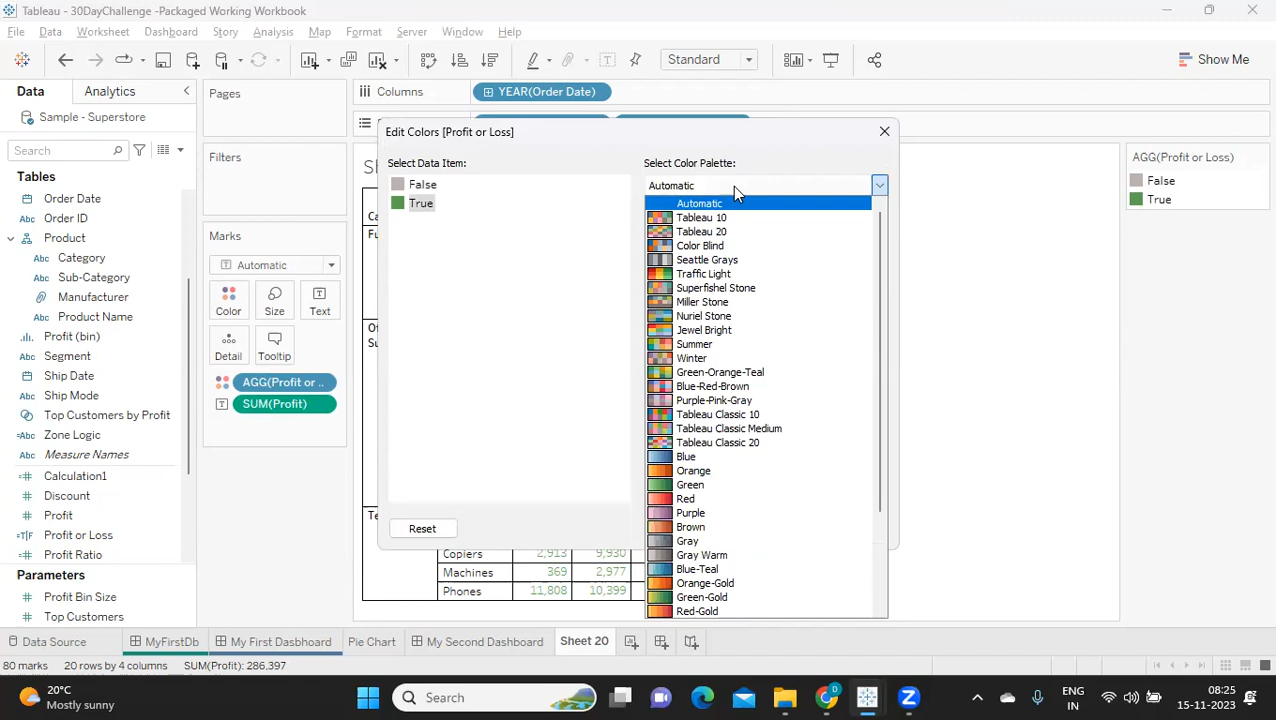 Tableau - 30DayChallenge -Packaged Working Workbook
File Data Worksheet Dashboard Story Analysis Map Format Server Window Help
Standard
Show Me
Data Analytics
Pages
Columns
YEAR(Order Date)
Sample - Superstore
Search
Filters
Edit Colors [Profit or Loss]
Select Data Item:
Select Color Palette:
AGG(Profit or Loss)
False
True
False
True
Automatic
Automatic
Tableau 10
Tableau 20
Color Blind
Seattle Grays
Traffic Light
Superfishel Stone
Miller Stone
Nuriel Stone
Jewel Bright
Summer
Winter
Green-Orange-Teal
Blue-Red-Brown
Purple-Pink-Gray
Tableau Classic 10
Tableau Classic Medium
Tableau Classic 20
Blue
Orange
Green
Red
Purple
Brown
Gray
Gray Warm
Blue-Teal
Orange-Gold
Green-Gold
Red-Gold
Reset
Tables
Order Date
Order ID
Product
Category
Sub-Category
Manufacturer
Product Name
Profit (bin)
Segment
Ship Date
Ship Mode
Top Customers by Profit
Zone Logic
Measure Names
Calculation1
Discount
Profit
Profit or Loss
Profit Ratio
Parameters
Profit Bin Size
Top Customers
Marks
Automatic
Color Size Text
Detail Tooltip
AGG(Profit or ..
SUM(Profit)
Ca
Fu
Of
Su
Te
Copiers 2,913 9,930
Machines 369 2,977
Phones 11,808 10,399
Data Source MyFirstDb My First Dasbhoard Pie Chart My Second Dashboard Sheet 20
80 marks 20 rows by 4 columns SUM(Profit): 286,397
20°C
Mostly sunny
Search
ENG
IN
08:25
15-11-2023